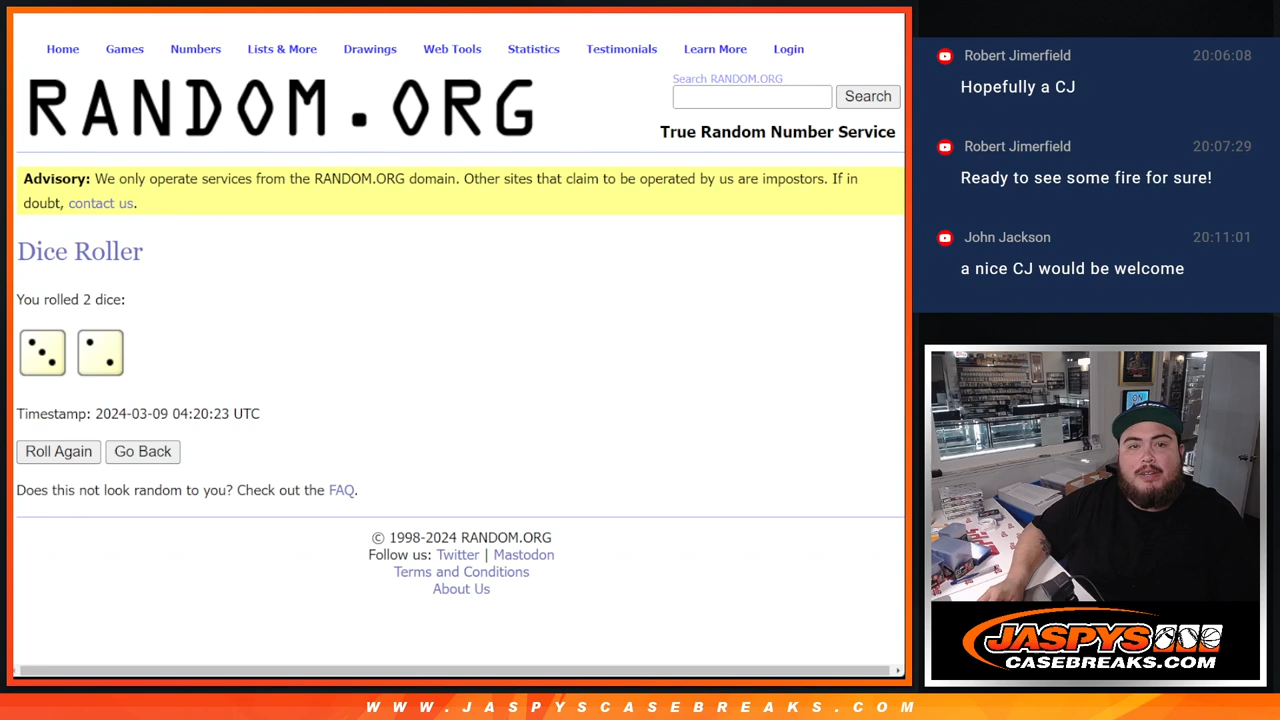 Home Games Numbers Lists & More Drawings Web Tools Statistics Testimonials Learn More Login
RANDOM.ORG
Search RANDOM.ORG
Search
True Random Number Service
Advisory: We only operate services from the RANDOM.ORG domain. Other sites that claim to be operated by us are impostors. If in
doubt, contact us.
Dice Roller
You rolled 2 dice:
Timestamp: 2024-03-09 04:20:23 UTC
Roll Again Go Back
Does this not look random to you? Check out the FAQ.
© 1998-2024 RANDOM.ORG
Follow us: Twitter | Mastodon
Terms and Conditions
About Us
Robert Jimerfield 20:06:08
Hopefully a CJ
Robert Jimerfield 20:07:29
Ready to see some fire for sure!
John Jackson 20:11:01
a nice CJ would be welcome
JASPYS
CASEBREAKS.COM
WWW.JASPYSCASEBREAKS.COM